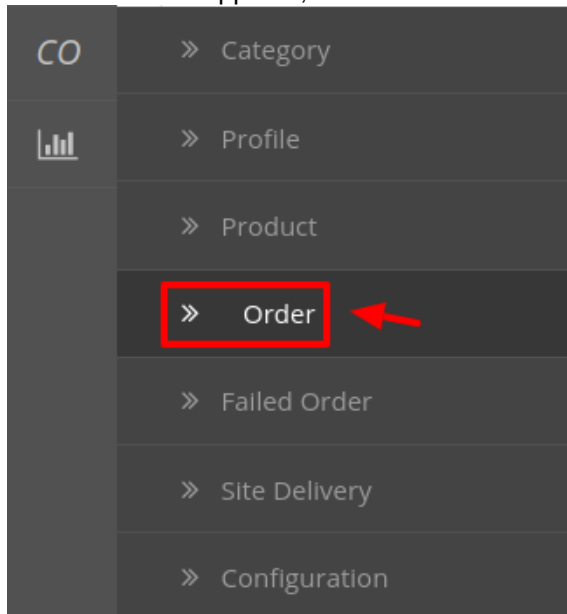 CO
» Category
» Profile
» Product
» Order
» Failed Order
» Site Delivery
» Configuration